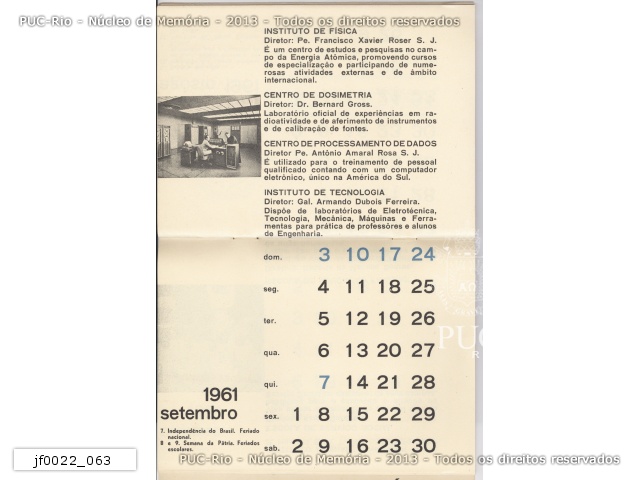 PUC-Rio - Núcleo de Memória - 2013 - Todos os direitos reservados
INSTITUTO DE FÍSICA
Diretor: Pe. Francisco Xavier Roser S. J.
É um centro de estudos e pesquisas no cam-
po da Energia Atômica, promovendo cursos
de especialização e participando de nume-
rosas atividades externas e de âmbito
internacional.
CENTRO DE DOSIMETRIA
Diretor: Dr. Bernard Gross.
Laboratório oficial de experiências em ra-
dioatividade e de aferimento de instrumentos
e de calibração de fontes.
CENTRO DE PROCESSAMENTO DE DADOS
Diretor Pe. Antônio Amaral Rosa S. J.
É utilizado para o treinamento de pessoal
qualificado contando com um computador
eletrônico, único na América do Sul.
INSTITUTO DE TECNOLOGIA
Diretor: Gal. Armando Dubois Ferreira.
Dispõe de laboratórios de Eletrotécnica,
Tecnologia, Mecânica, Máquinas e Ferra-
mentas para prática de professôres e alunos
de Engenharia.
dom. 3 10 17 24
seg. 4 11 18 25
ter. 5 12 19 26
qua. 6 13 20 27
qui. 7 14 21 28
sex. 1 8 15 22 29
sab. 2 9 16 23 30
1961
setembro
7. Independência do Brasil. Feriado
nacional.
8 e 9. Semana da Pátria. Feriados
escolares.
PUC
R
jf0022_063
PUC-Rio - Núcleo de Memória - 2013 - Todos os direitos reservados